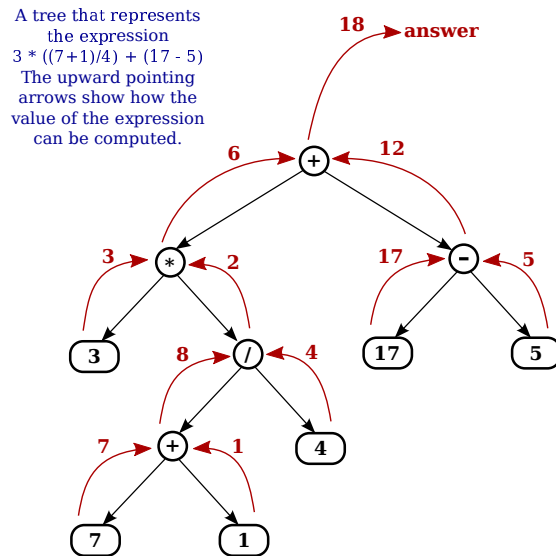 A tree that represents
the expression
3 * ((7+1)/4) + (17 - 5)
The upward pointing
arrows show how the
value of the expression
can be computed.
18
answer
6
12
+
3
2
17
5
*
-
3
17
5
8
4
/
7
1
+
4
7
1